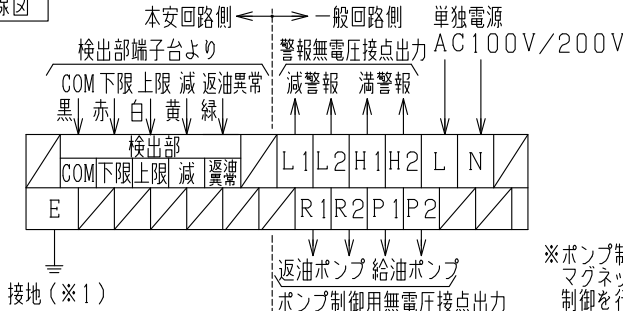 線図
本安回路側 一般回路側 単独電源
検出部端子台より 警報無電圧接点出力 AC100V/200V
COM 下限 上限 減 返油異常 減警報 満警報
黒 赤 白 黄 緑
検出部
COM 下限 上限 減 返油異常 L1 L2 H1 H2 L N
E R1 R2 P1 P2
返油ポンプ 給油ポンプ
接地(※1) ポンプ制御用無電圧接点出力
※ポンプ制
マグネッ
制御を行